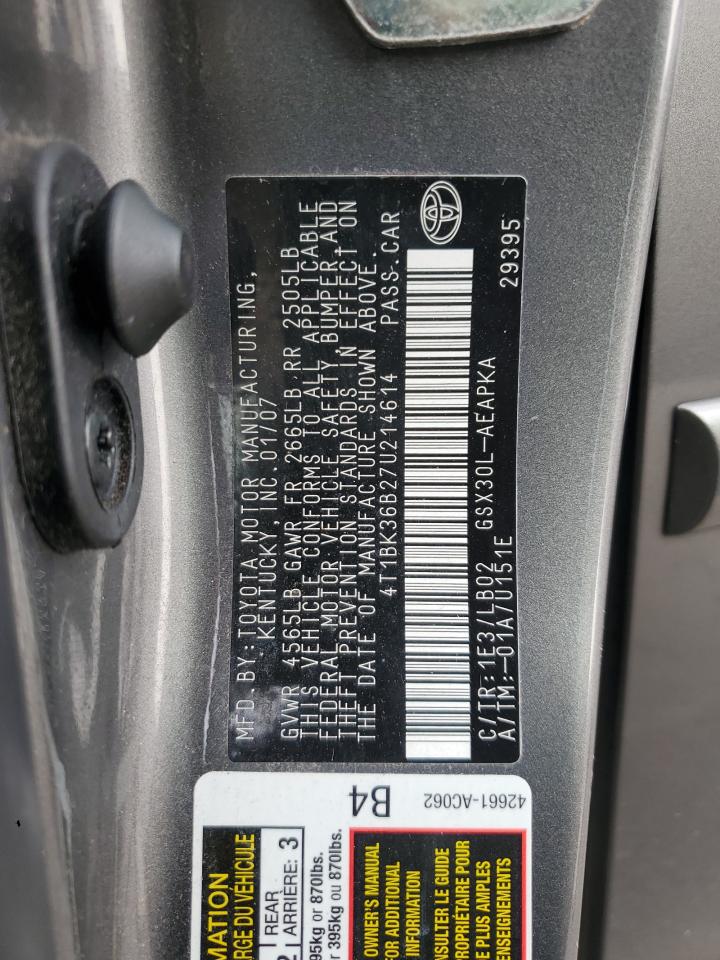 MFD.BY:TOYOTA MOTOR MANUFACTURING,
KENTUCKY, INC. 01/07
GVWR 4565LB GAWR FR 2665LB RR 2505LB
THIS VEHICLE CONFORMS TO ALL APPLICABLE
FEDERAL MOTOR VEHICLE SAFETY BUMPER,AND
THEFT PREVENTION STANDARDS IN EFFECT ON
THE DATE OF MANUFACTURE SHOWN ABOVE.
4T1BK36B27U214614 PASS.CAR
C/TR:1E3/LB02 GSX30L-AEAPKA
A/TM:-01A/U151E 29395
B4
42661-AC062
MATION
ARGE DU VÉHICULE
2 REAR
ARRIÈRE: 3
95kg or 870lbs.
r 395kg ou 870lbs.
OWNER'S MANUAL
FOR ADDITIONAL
INFORMATION
ONSULTER LE GUIDE
PROPRIÉTAIRE POUR
E PLUS AMPLES
ENSEIGNEMENTS